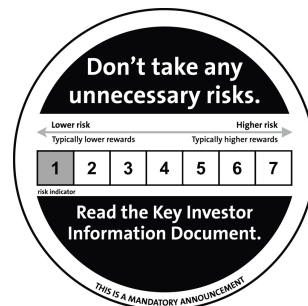 Don't take any
unnecessary risks.
Lower risk Higher risk
Typically lower rewards Typically higher rewards
1 2 3 4 5 6 7
risk indicator
Read the Key Investor
Information Document.
THIS IS A MANDATORY ANNOUNCEMENT